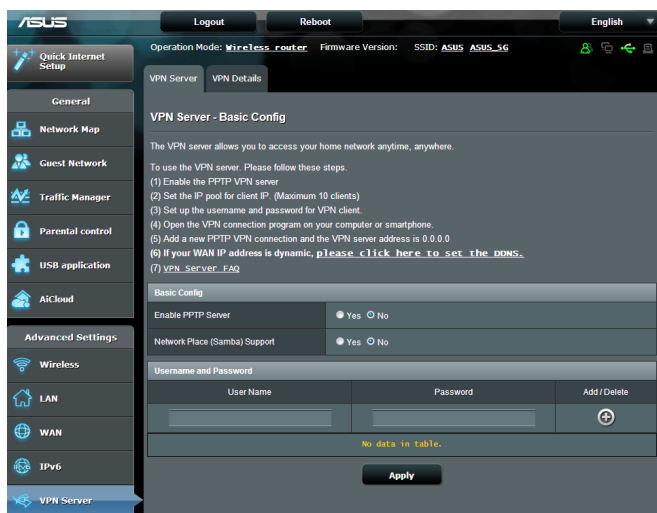 ASUS
Logout
Reboot
English
Quick Internet
Setup
Operation Mode: Wireless router Firmware Version: SSID: ASUS ASUS_5G
VPN Server
VPN Details
General
Network Map
Guest Network
Traffic Manager
Parental control
USB application
AiCloud
Advanced Settings
Wireless
LAN
WAN
IPv6
VPN Server
VPN Server - Basic Config
The VPN server allows you to access your home network anytime, anywhere.
To use the VPN server. Please follow these steps.
(1) Enable the PPTP VPN server
(2) Set the IP pool for client IP. (Maximum 10 clients)
(3) Set up the username and password for VPN client.
(4) Open the VPN connection program on your computer or smartphone.
(5) Add a new PPTP VPN connection and the VPN server address is 0.0.0.0
(6) If your WAN IP address is dynamic, please click here to set the DDNS.
(7) VPN Server FAQ
Basic Config
Enable PPTP Server Yes No
Network Place (Samba) Support Yes No
Username and Password
User Name Password Add / Delete
No data in table.
Apply